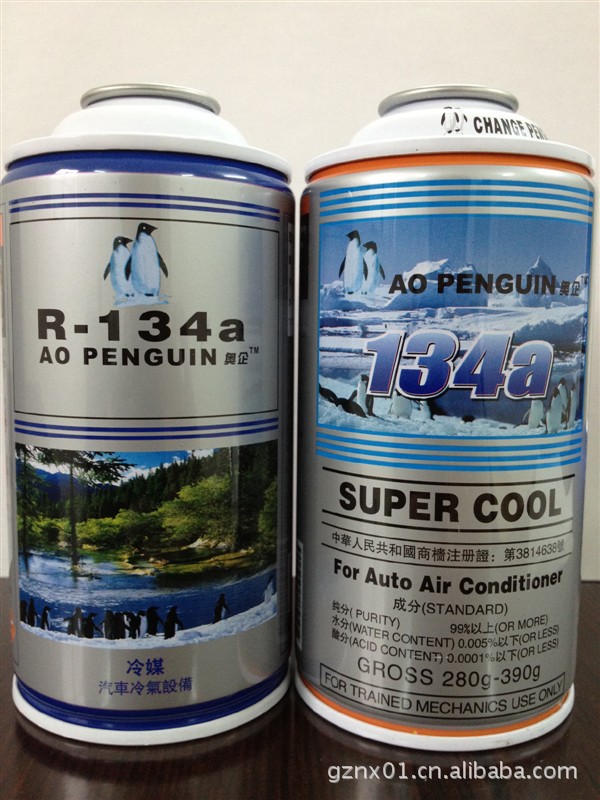 R-134a
AO PENGUIN 奥企™
冷媒
汽車冷氣設備
CHANGE PEN
AO PENGUIN 奥企
134a
SUPER COOL
中華人民共和國商檣注册證：第3814638號
For Auto Air Conditioner
成分(STANDARD)
纯分( PURITY) 99%以上(OR MORE)
水分(WATER CONTENT) 0.005%以下(OR LESS)
酸分(ACID CONTENT) 0.0001%以下(OR LESS)
GROSS 280g-390g
FOR TRAINED MECHANICS USE ONLY
gznx01.cn.alibaba.com